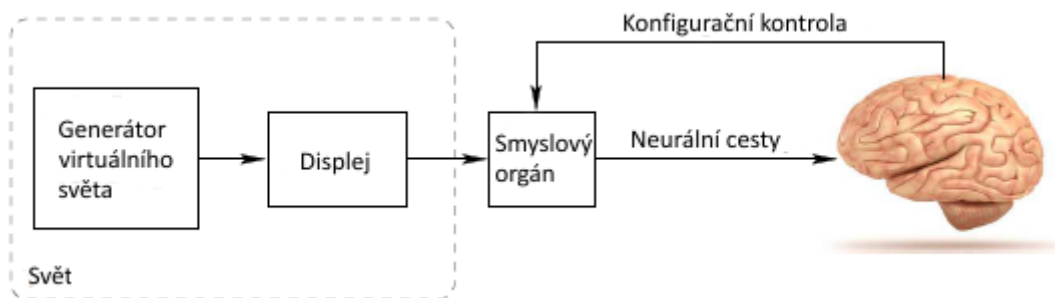 Konfigurační kontrola
Generátor
virtuálního
světa
Displej
Smyslový
orgán
Neurální cesty
Svět